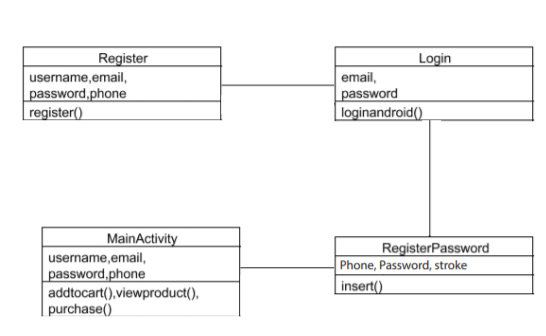 Register
username,email,
password,phone
register()
Login
email,
password
loginandroid()
MainActivity
username,email,
password,phone
addtocart(),viewproduct(),
purchase()
RegisterPassword
Phone, Password, stroke
insert()